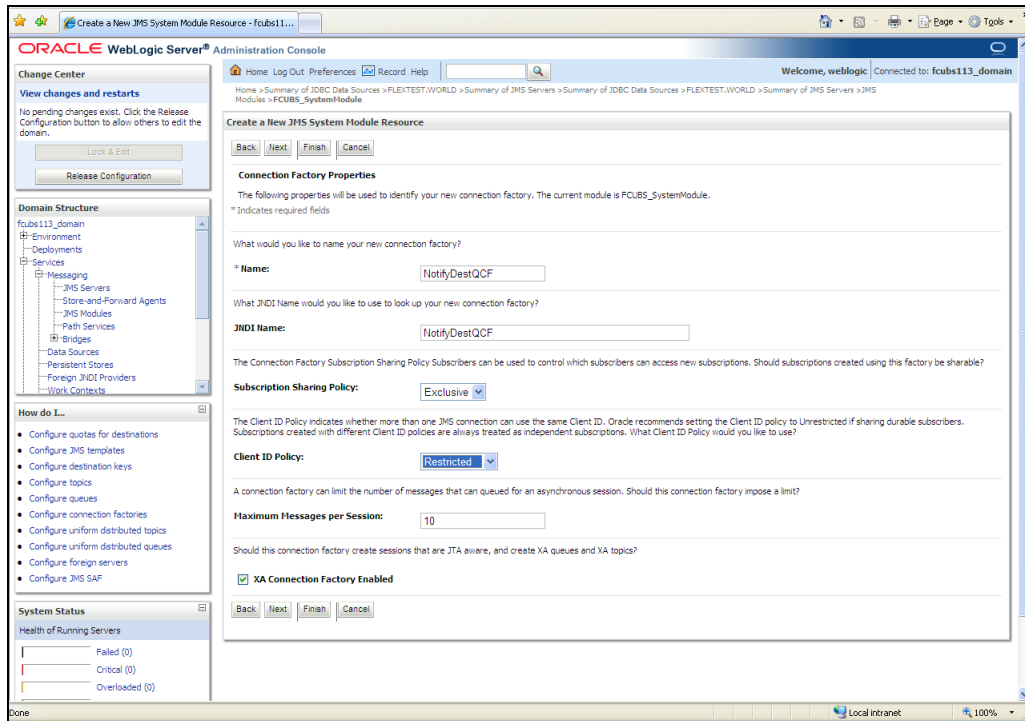 Create a New JMS System Module Resource - fcubs11...
Page
Tools
ORACLE WebLogic Server® Administration Console
Change Center
View changes and restarts
No pending changes exist. Click the Release
Configuration button to allow others to edit the
domain.
Lock & Edit
Release Configuration
Domain Structure
fcubs113_domain
Environment
Deployments
Services
Messaging
JMS Servers
Store-and-Forward Agents
JMS Modules
Path Services
Bridges
Data Sources
Persistent Stores
Foreign JNDI Providers
Work Contexts
How do I...
Configure quotas for destinations
Configure JMS templates
Configure destination keys
Configure topics
Configure queues
Configure connection factories
Configure uniform distributed topics
Configure uniform distributed queues
Configure foreign servers
Configure JMS SAF
System Status
Health of Running Servers
Failed (0)
Critical (0)
Overloaded (0)
Home Log Out Preferences Record Help
Welcome, weblogic Connected to: fcubs113_domain
Home >Summary of JDBC Data Sources >FLEXTEST.WORLD >Summary of JMS Servers >Summary of JDBC Data Sources >FLEXTEST.WORLD >Summary of JMS Servers >JMS
Modules >FCUBS_SystemModule
Create a New JMS System Module Resource
Back Next Finish Cancel
Connection Factory Properties
The following properties will be used to identify your new connection factory. The current module is FCUBS_SystemModule.
* Indicates required fields
What would you like to name your new connection factory?
* Name: NotifyDestQCF
What JNDI Name would you like to use to look up your new connection factory?
JNDI Name: NotifyDestQCF
The Connection Factory Subscription Sharing Policy Subscribers can be used to control which subscribers can access new subscriptions. Should subscriptions created using this factory be sharable?
Subscription Sharing Policy: Exclusive
The Client ID Policy indicates whether more than one JMS connection can use the same Client ID. Oracle recommends setting the Client ID policy to Unrestricted if sharing durable subscribers.
Subscriptions created with different Client ID policies are always treated as independent subscriptions. What Client ID Policy would you like to use?
Client ID Policy: Restricted
A connection factory can limit the number of messages that can queued for an asynchronous session. Should this connection factory impose a limit?
Maximum Messages per Session: 10
Should this connection factory create sessions that are JTA aware, and create XA queues and XA topics?
XA Connection Factory Enabled
Back Next Finish Cancel
Done
Local intranet
100%